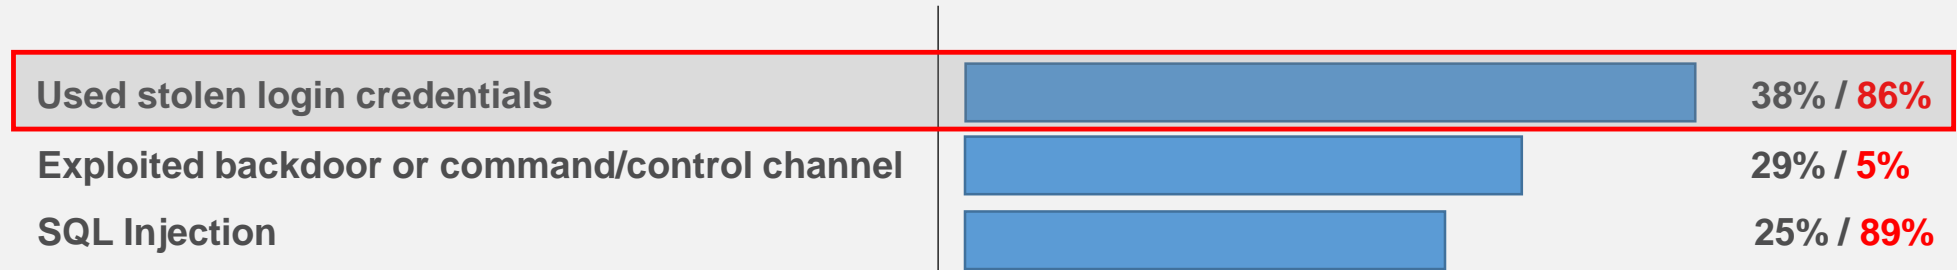 Used stolen login credentials 38% / 86%
Exploited backdoor or command/control channel 29% / 5%
SQL Injection 25% / 89%